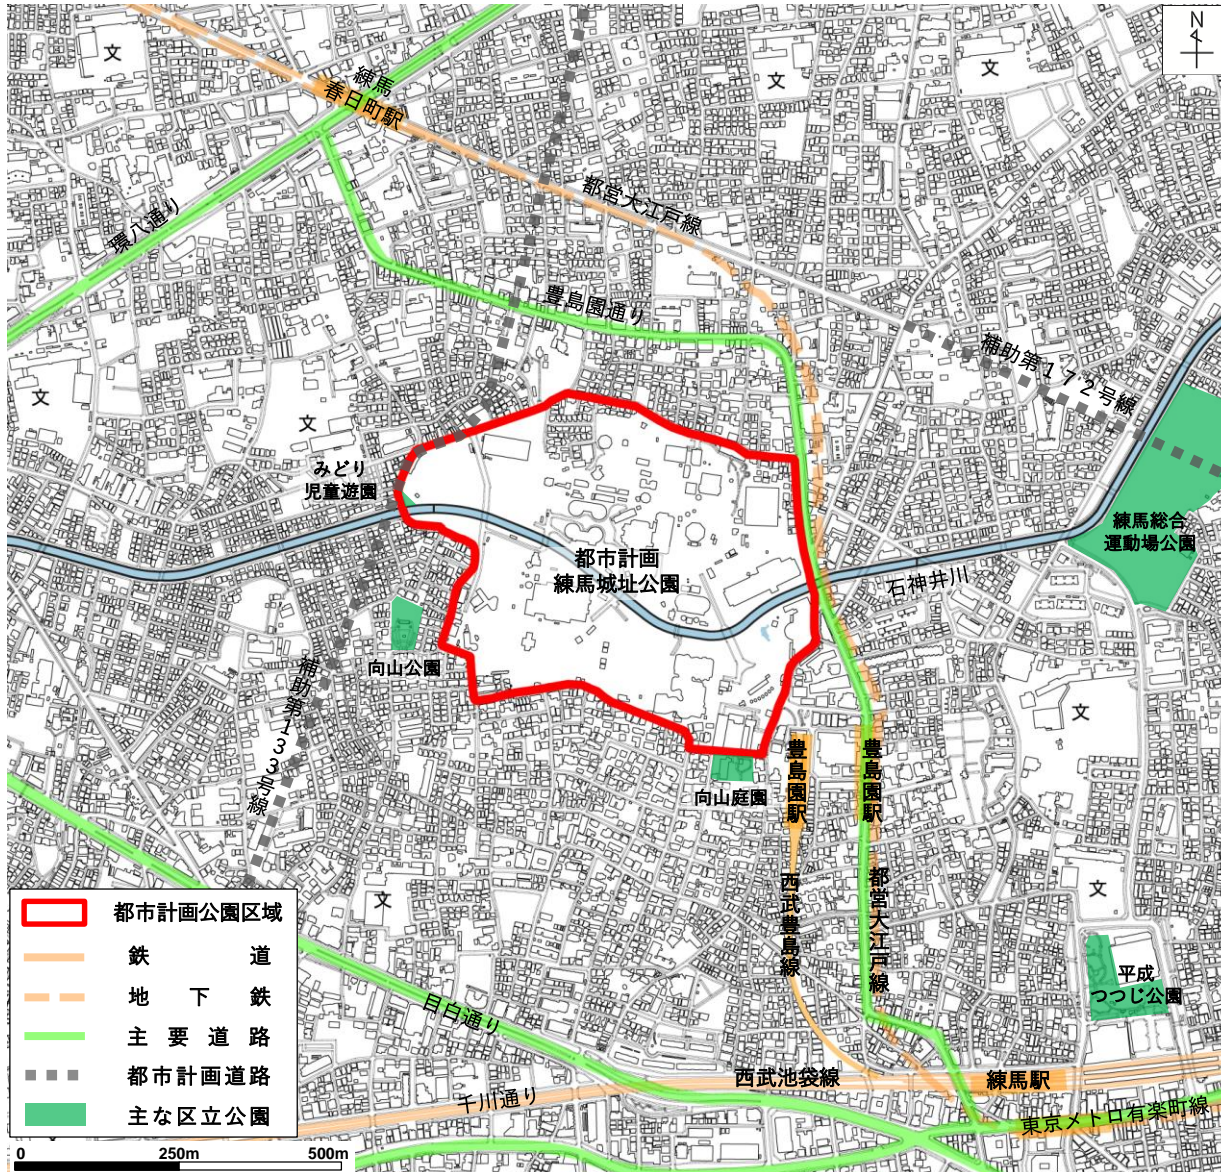 N
文
文
文
練馬
春日町駅
都営大江戸線
環八通り
豊島園通り
補助第172号線
文
文
みどり
児童遊園
練馬総合
運動場公園
都市計画
練馬城址公園
石神井川
向山公園
補助第133号線
文
豊島園駅
豊島園駅
向山庭園
西武豊島線
都営大江戸線
文
文
平成
つつじ公園
目白通り
西武池袋線
練馬駅
千川通り
東京メトロ有楽町線
都市計画公園区域
鉄道
地下鉄
主要道路
都市計画道路
主な区立公園
0 250m 500m